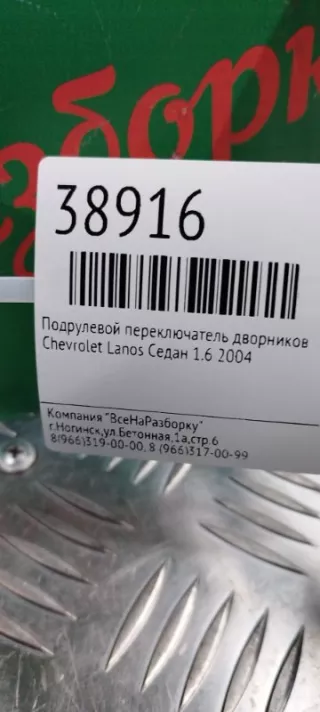 зборк
38916
Подрулевой переключатель дворников
Chevrolet Lanos Седан 1.6 2004
Компания "ВсеНаРазборку"
г.Ногинск,ул.Бетонная,1а,стр.6
8(966)319-00-00, 8 (966)317-00-99